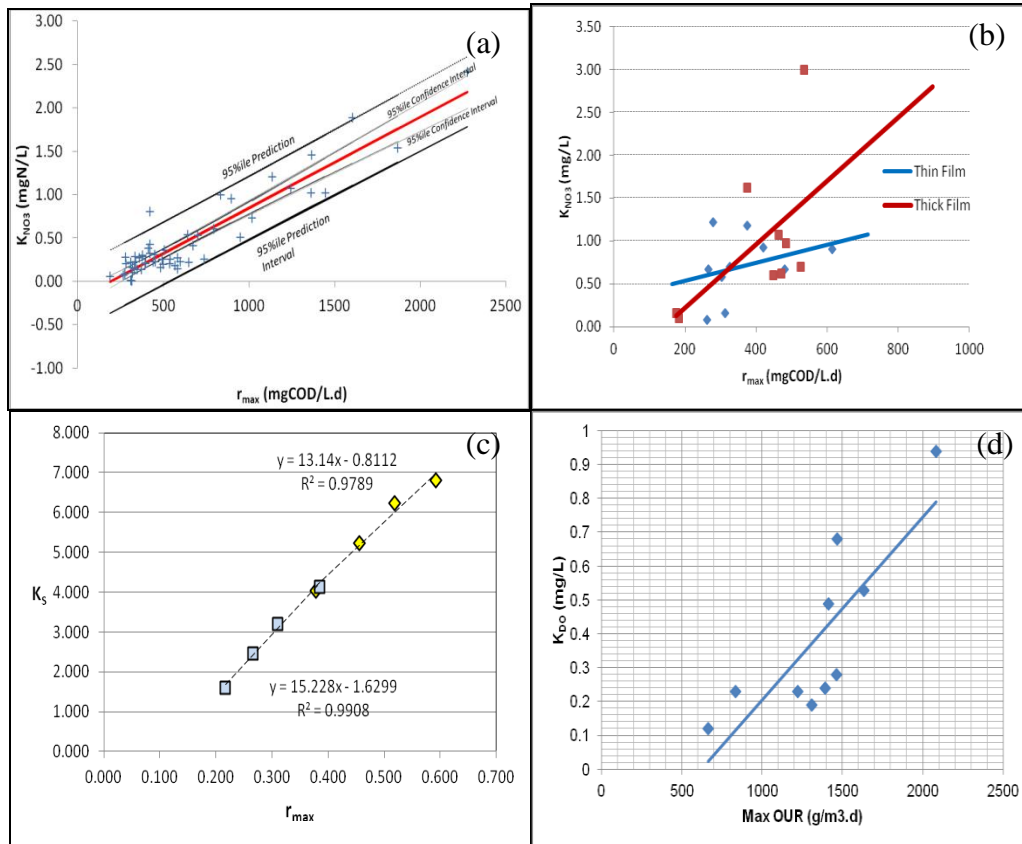 (a)
3.00
2.50
2.00
1.50
1.00
0.50
0.00
-0.50
-1.00
K_NO3 (mgN/L)
95%ile Prediction
95%ile Confidence Interval
95%ile Confidence Interval
95%ile Prediction
Interval
0 500 1000 1500 2000 2500
r_max (mgCOD/L.d)
(b)
3.50
3.00
2.50
2.00
1.50
1.00
0.50
0.00
K_NO3 (mg/L)
Thin Film
Thick Film
0 200 400 600 800 1000
r_max (mgCOD/L.d)
(c)
8.000
7.000
6.000
5.000
4.000
3.000
2.000
1.000
0.000
K_S
y = 13.14x - 0.8112
R² = 0.9789
y = 15.228x - 1.6299
R² = 0.9908
0.000 0.100 0.200 0.300 0.400 0.500 0.600 0.700
r_max
(d)
1
0.9
0.8
0.7
0.6
0.5
0.4
0.3
0.2
0.1
0
K_DO (mg/L)
0 500 1000 1500 2000 2500
Max OUR (g/m3.d)